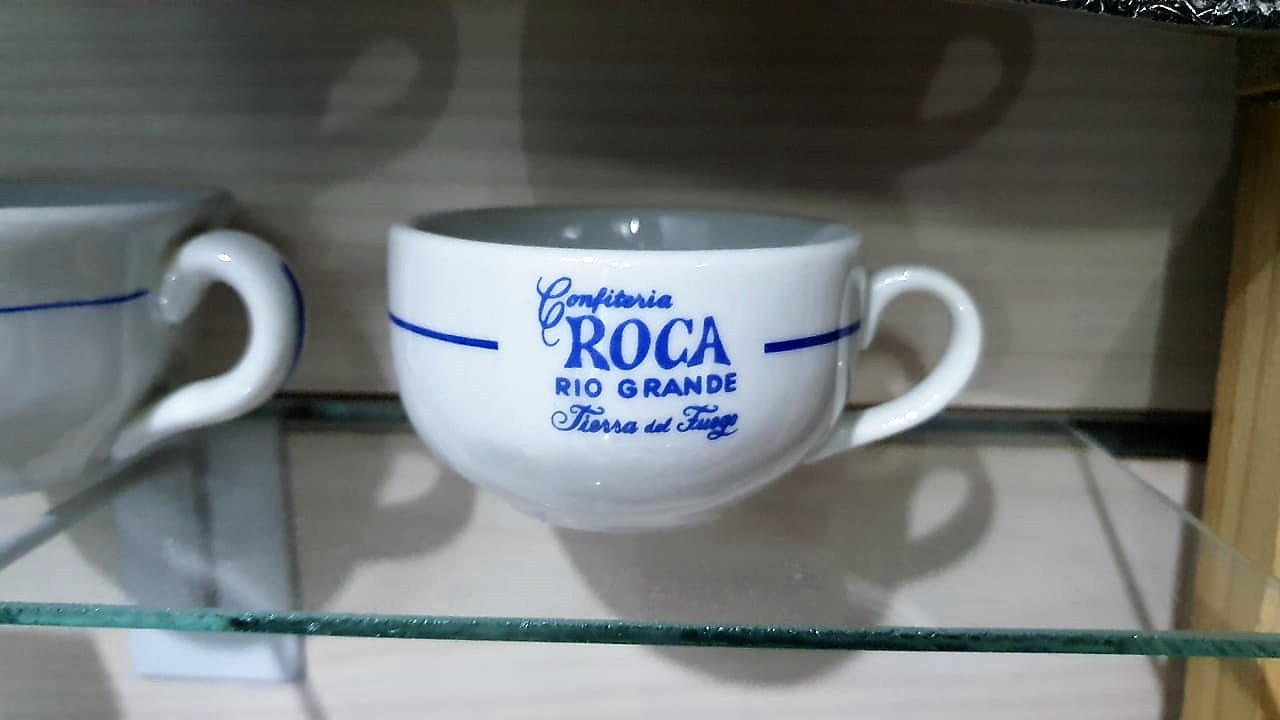 Confiteria
ROCA
RIO GRANDE
Tierra del Fuego